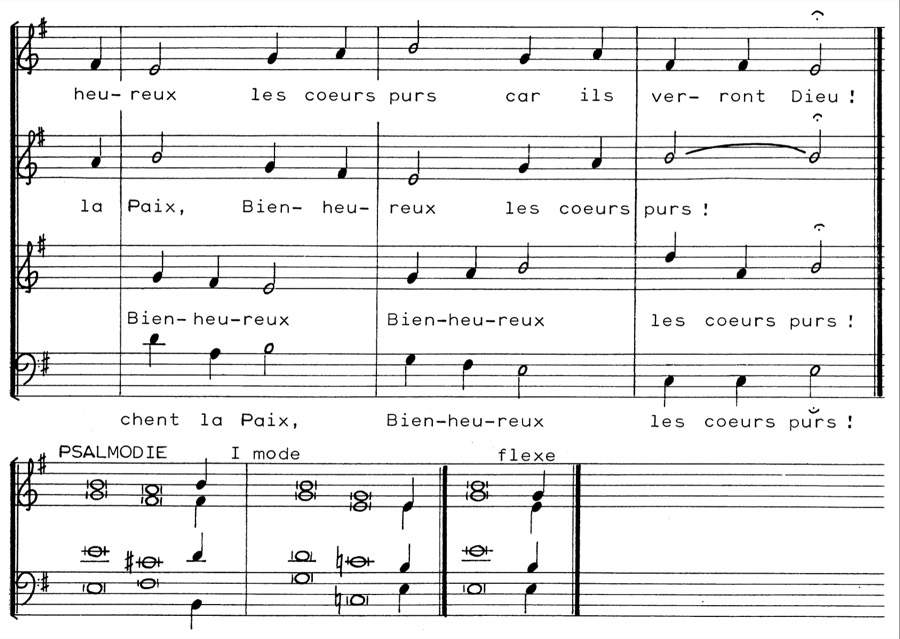 heu- reux les coeurs purs car ils ver- ront Dieu !
la Paix, Bien- heu- reux les coeurs purs !
Bien-heu-reux Bien-heu-reux les coeurs purs !
chent la Paix, Bien-heu-reux les coeurs purs !
PSALMODIE I mode flexe